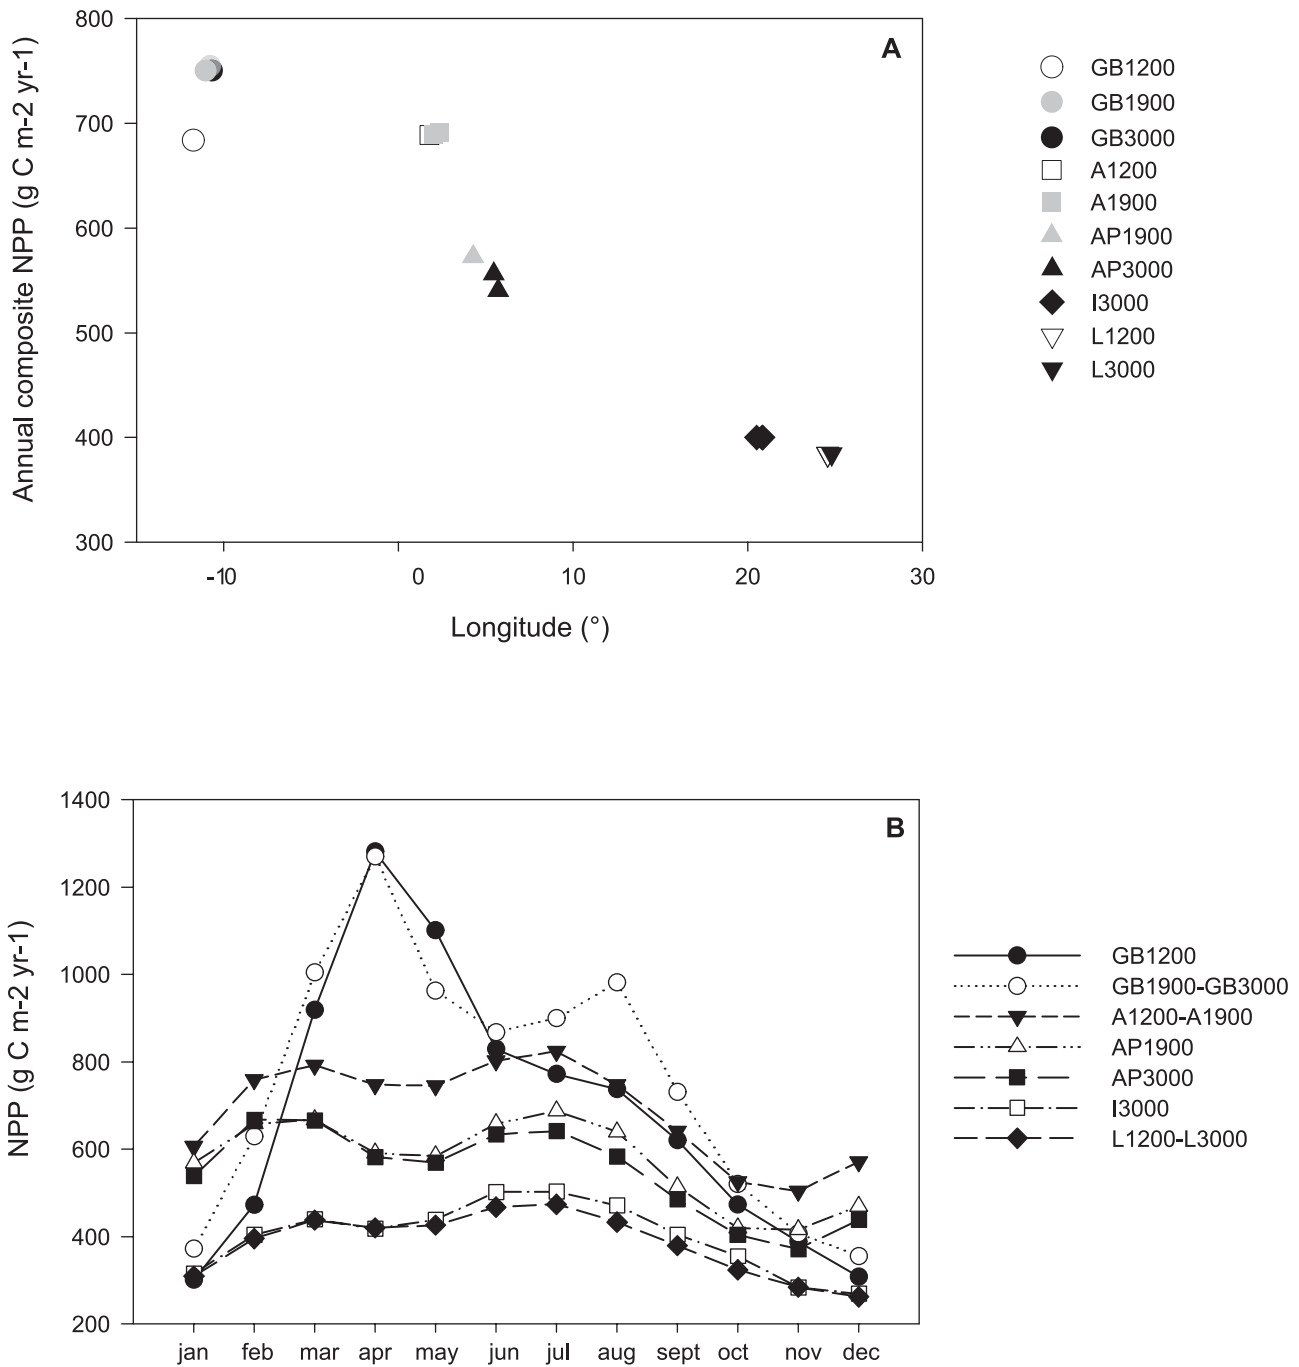 800
700
600
500
400
300
Annual composite NPP (g C m-2 yr-1)
A
-10
0
10
20
30
Longitude (°)
GB1200
GB1900
GB3000
A1200
A1900
AP1900
AP3000
I3000
L1200
L3000
1400
1200
1000
800
600
400
200
NPP (g C m-2 yr-1)
B
jan feb mar apr may jun jul aug sept oct nov dec
GB1200
GB1900-GB3000
A1200-A1900
AP1900
AP3000
I3000
L1200-L3000